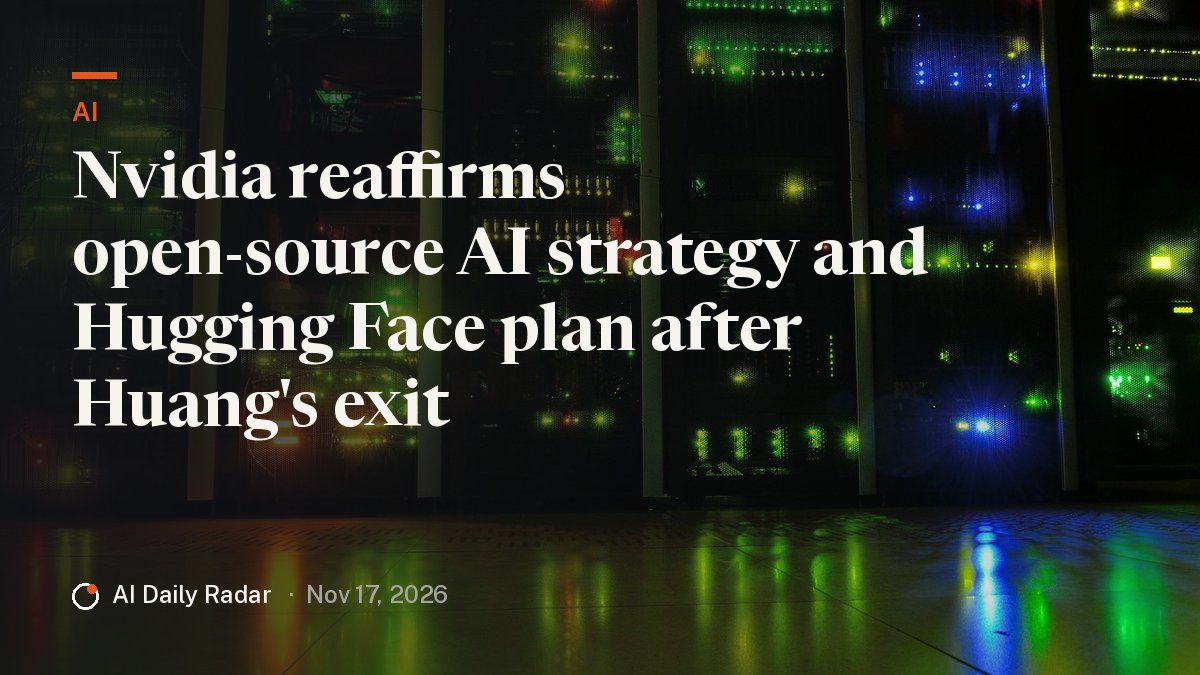 AI
Nvidia reaffirms
open-source AI strategy and
Hugging Face plan after
Huang's exit
AI Daily Radar · Nov 17, 2026